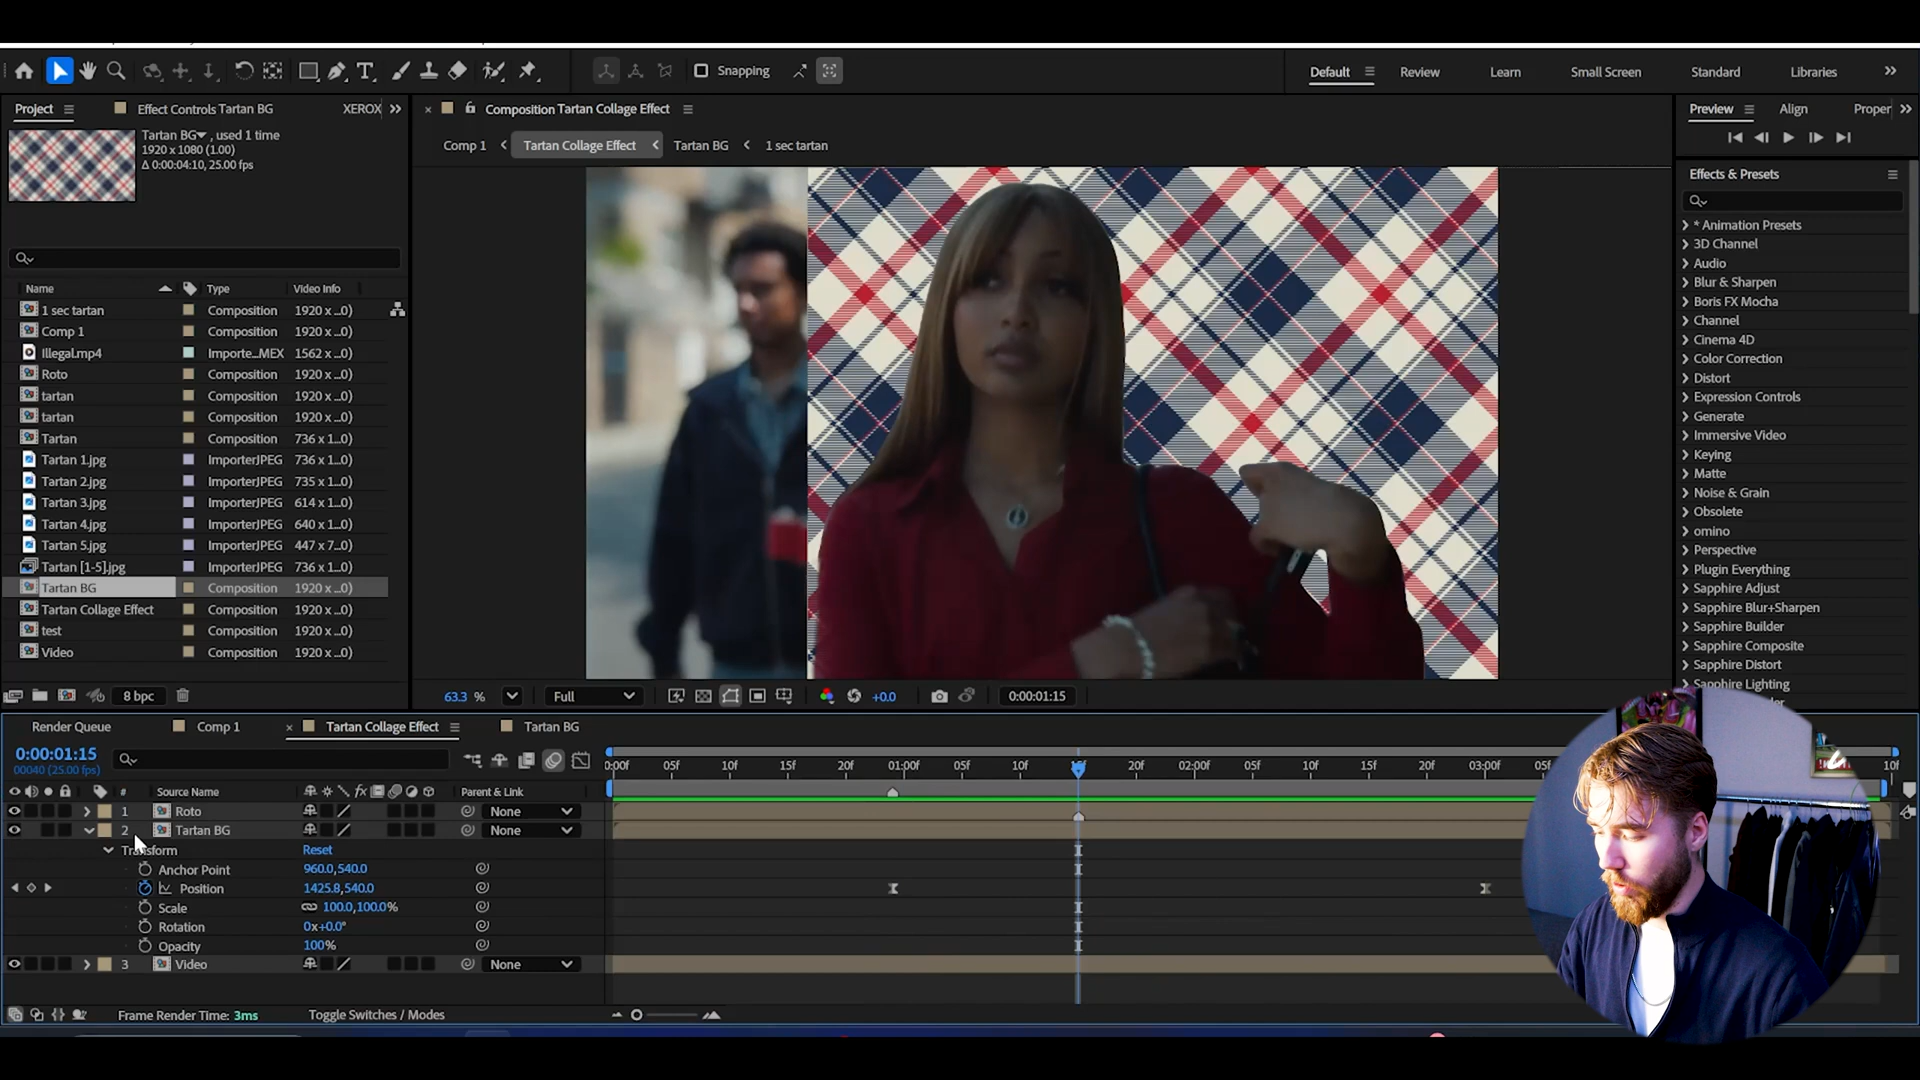 Snapping
Default
Review
Learn
Small Screen
Standard
Libraries
Project
Effect Controls Tartan BG
XEROX
Composition Tartan Collage Effect
Preview
Align
Proper
Tartan BG, used 1 time
1920 x 1080 (1.00)
Δ 0:00:04:10, 25.00 fps
Comp 1
Tartan Collage Effect
Tartan BG
1 sec tartan
Effects & Presets
Name Type Video Info
1 sec tartan Composition 1920 x ...0)
Comp 1 Composition 1920 x ...0)
Illegal.mp4 Importe...MEX 1562 x ...0)
Roto Composition 1920 x ...0)
tartan Composition 1920 x ...0)
tartan Composition 1920 x ...0)
Tartan Composition 736 x 1...0)
Tartan 1.jpg ImporterJPEG 736 x 1...0)
Tartan 2.jpg ImporterJPEG 735 x 1...0)
Tartan 3.jpg ImporterJPEG 614 x 1...0)
Tartan 4.jpg ImporterJPEG 640 x 1...0)
Tartan 5.jpg ImporterJPEG 447 x 7...0)
Tartan [1-5].jpg ImporterJPEG 736 x 1...0)
Tartan BG Composition 1920 x ...0)
Tartan Collage Effect Composition 1920 x ...0)
test Composition 1920 x ...0)
Video Composition 1920 x ...0)
* Animation Presets
3D Channel
Audio
Blur & Sharpen
Boris FX Mocha
Channel
Cinema 4D
Color Correction
Distort
Expression Controls
Generate
Immersive Video
Keying
Matte
Noise & Grain
Obsolete
omino
Perspective
Plugin Everything
Sapphire Adjust
Sapphire Blur+Sharpen
Sapphire Builder
Sapphire Composite
Sapphire Distort
Sapphire Lighting
8 bpc
63.3 %
Full
+0.0
0:00:01:15
Render Queue
Comp 1
Tartan Collage Effect
Tartan BG
0:00:01:15
00040 (25.00 fps)
0:00f 05f 10f 15f 20f 01:00f 05f 10f 20f 02:00f 05f 10f 15f 20f 03:00f 05f 10f
# Source Name fx Parent & Link
1 Roto None
2 Tartan BG None
Transform Reset
Anchor Point 960.0,540.0
Position 1425.8,540.0
Scale 100.0,100.0%
Rotation 0x+0.0°
Opacity 100%
3 Video None
Frame Render Time: 3ms
Toggle Switches / Modes